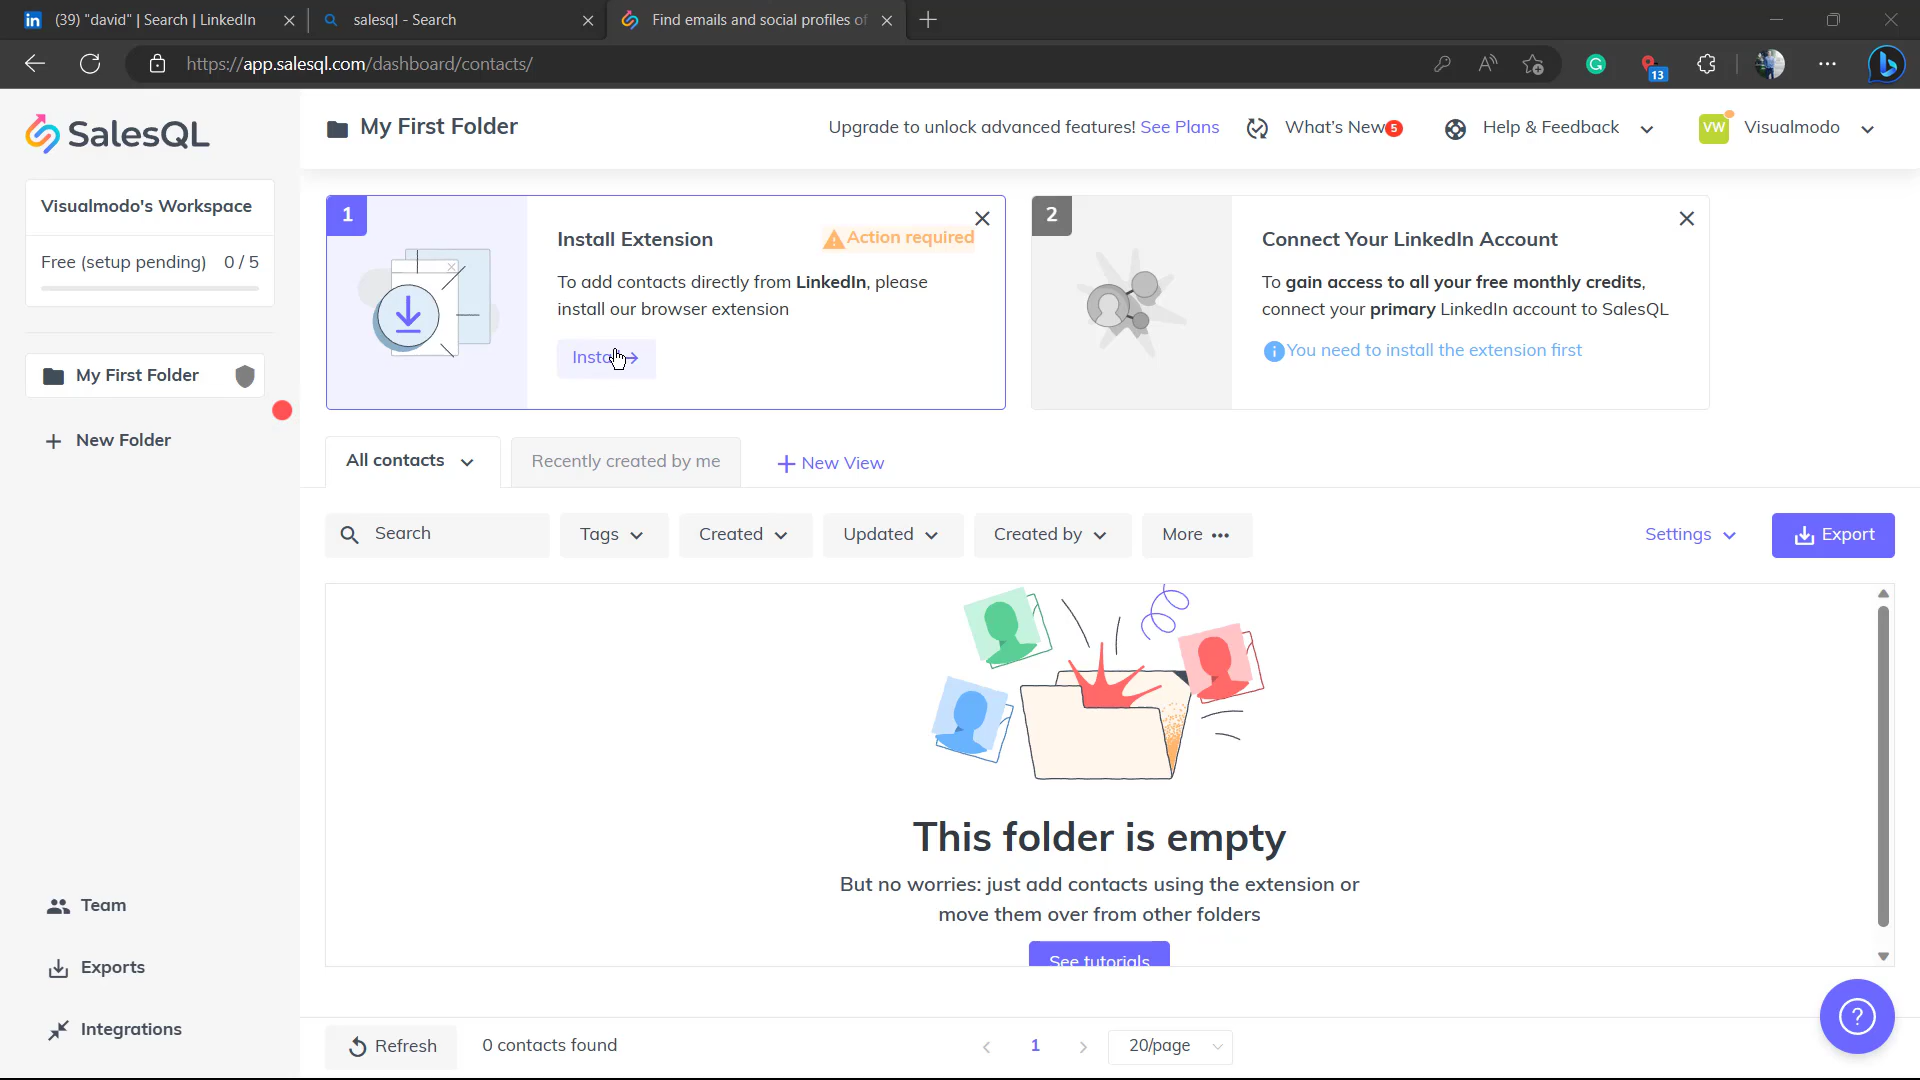 (39) "david" | Search | LinkedIn
salesql - Search
Find emails and social profiles of
https://app.salesql.com/dashboard/contacts/
13
SalesQL
My First Folder
Upgrade to unlock advanced features! See Plans
What's New 5
Help & Feedback
VW
Visualmodo
Visualmodo's Workspace
Free (setup pending) 0 / 5
My First Folder
New Folder
1
Install Extension
Action required
To add contacts directly from LinkedIn, please
install our browser extension
2
Connect Your LinkedIn Account
To gain access to all your free monthly credits,
connect your primary LinkedIn account to SalesQL
You need to install the extension first
All contacts
Recently created by me
+ New View
Search
Tags
Created
Updated
Created by
More
Settings
Export
This folder is empty
But no worries: just add contacts using the extension or
move them over from other folders
See tutorials
Team
Exports
Integrations
Refresh
0 contacts found
1
20/page
?